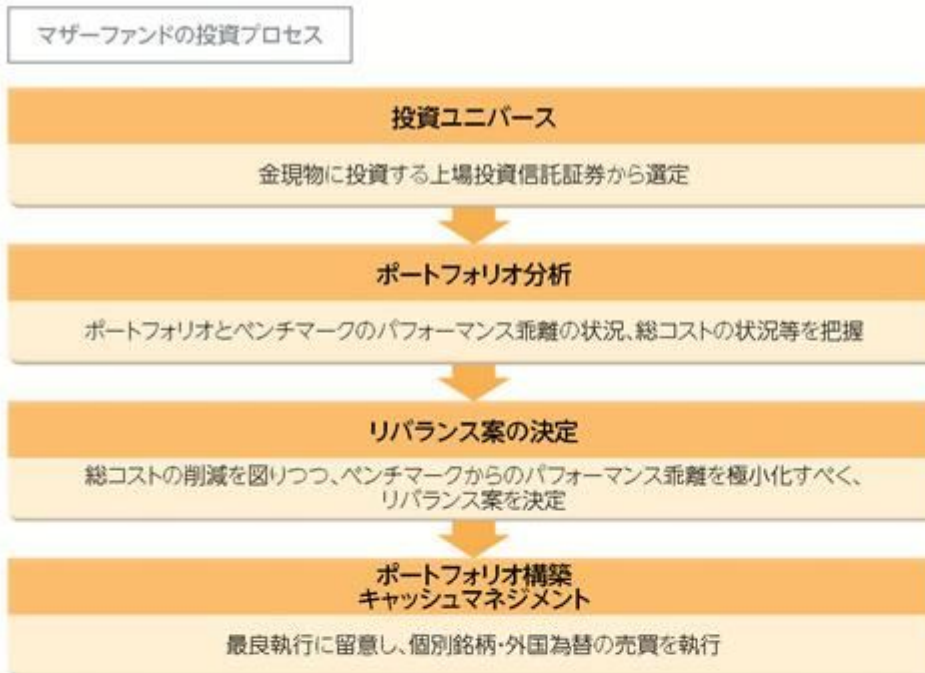 マザーファンドの投資プロセス
投資ユニバース
金現物に投資する上場投資信託証券から選定
ポートフォリオ分析
ポートフォリオとベンチマークのパフォーマンス乖離の状況、総コストの状況等を把握
リバランス案の決定
総コストの削減を図りつつ、ベンチマークからのパフォーマンス乖離を極小化すべく、
リバランス案を決定
ポートフォリオ構築
キャッシュマネジメント
最良執行に留意し、個別銘柄・外国為替の売買を執行